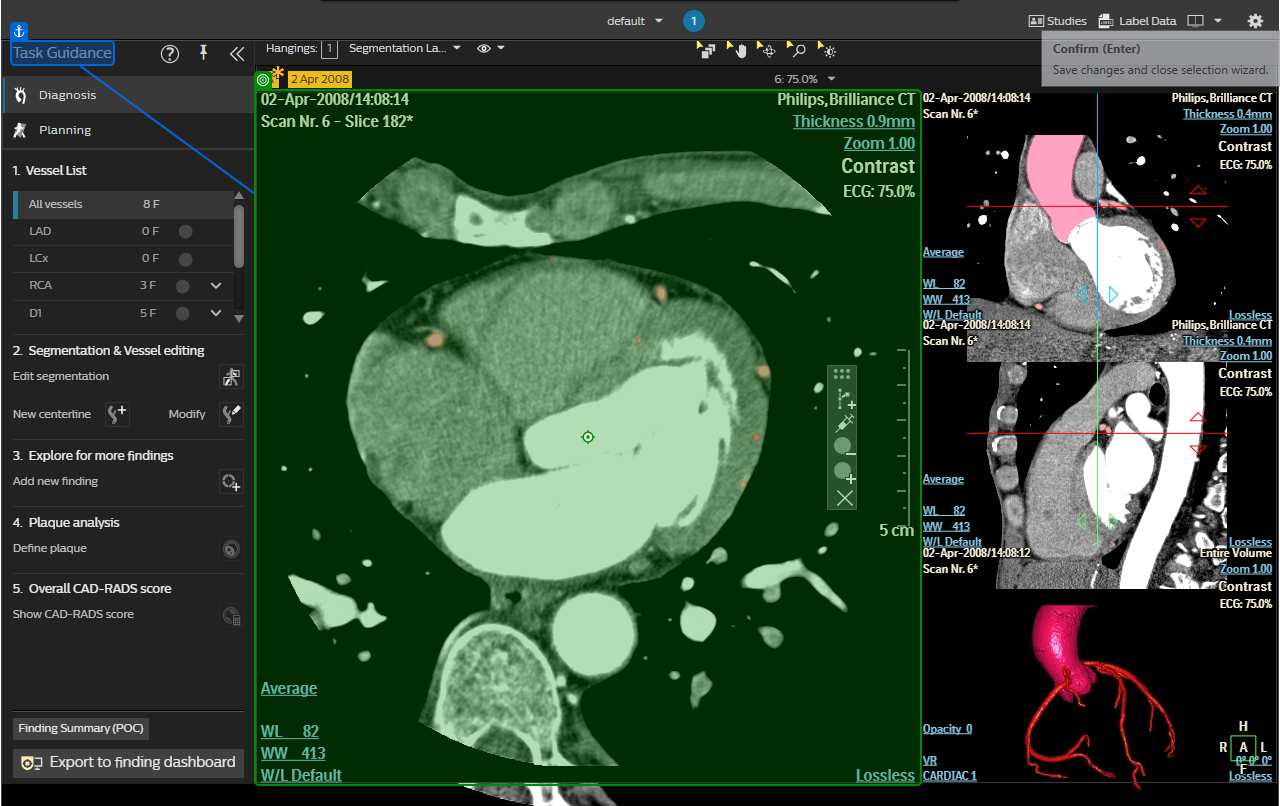 default
1
Studies
Label Data
Task Guidance
Hangings: 1 Segmentation La...
Confirm (Enter)
Save changes and close selection wizard.
2 Apr 2008
6: 75.0%
Diagnosis
Planning
1. Vessel List
All vessels 8 F
LAD 0 F
LCx 0 F
RCA 3 F
D1 5 F
2. Segmentation & Vessel editing
Edit segmentation
New centerline Modify
3. Explore for more findings
Add new finding
4. Plaque analysis
Define plaque
5. Overall CAD-RADS score
Show CAD-RADS score
Finding Summary (POC)
Export to finding dashboard
02-Apr-2008/14:08:14
Scan Nr. 6 - Slice 182*
Philips,Brilliance CT
Thickness 0.9mm
Zoom 1.00
Contrast
ECG: 75.0%
5 cm
Average
WL 82
WW 413
W/L Default
Lossless
02-Apr-2008/14:08:14
Scan Nr. 6*
Philips,Brilliance CT
Thickness 0.4mm
Zoom 1.00
Contrast
ECG: 75.0%
Average
WL 82
WW 413
W/L Default
Lossless
02-Apr-2008/14:08:14
Scan Nr. 6*
Philips,Brilliance CT
Thickness 0.4mm
Zoom 1.00
Contrast
ECG: 75.0%
Average
WL 82
WW 413
W/L Default
Lossless
02-Apr-2008/14:08:12
Scan Nr. 6*
Entire Volume
Zoom 1.00
Contrast
ECG: 75.0%
Opacity 0
VR
CARDIAC 1
H
R A L
F
0° 0° 0°
Lossless